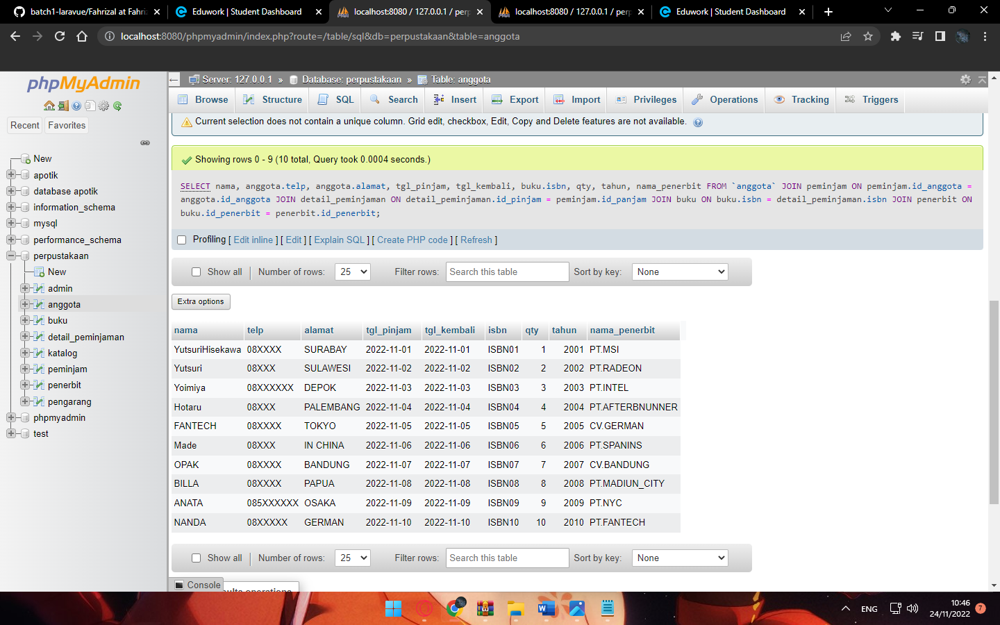 batch1-laravue/Fahrizal at Fahri
Eduwork | Student Dashboard
localhost:8080 / 127.0.0.1 / per
localhost:8080 / 127.0.0.1 / per
Eduwork | Student Dashboard
localhost:8080/phpmyadmin/index.php?route=/table/sql&db=perpustakaan&table=anggota
phpMyAdmin
Recent
Favorites
New
apotik
database apotik
information_schema
mysql
performance_schema
perpustakaan
New
admin
anggota
buku
detail_peminjaman
katalog
peminjam
penerbit
pengarang
phpmyadmin
test
Server: 127.0.0.1 » Database: perpustakaan » Table: anggota
Browse Structure SQL Search Insert Export Import Privileges Operations Tracking Triggers
Current selection does not contain a unique column. Grid edit, checkbox, Edit, Copy and Delete features are not available.
Showing rows 0 - 9 (10 total, Query took 0.0004 seconds.)
SELECT nama, anggota.telp, anggota.alamat, tgl_pinjam, tgl_kembali, buku.isbn, qty, tahun, nama_penerbit FROM `anggota` JOIN peminjam ON peminjam.id_anggota =
anggota.id_anggota JOIN detail_peminjaman ON detail_peminjaman.id_pinjam = peminjam.id_panjam JOIN buku ON buku.isbn = detail_peminjaman.isbn JOIN penerbit ON
buku.id_penerbit = penerbit.id_penerbit;
Profiling [ Edit inline ] [ Edit ] [ Explain SQL ] [ Create PHP code ] [ Refresh ]
Show all | Number of rows: 25 Filter rows: Search this table Sort by key: None
Extra options
nama telp alamat tgl_pinjam tgl_kembali isbn qty tahun nama_penerbit
YutsuriHisekawa 08XXXX SURABAY 2022-11-01 2022-11-01 ISBN01 1 2001 PT.MSI
Yutsuri 08XXX SULAWESI 2022-11-02 2022-11-02 ISBN02 2 2002 PT.RADEON
Yoimiya 08XXXXXX DEPOK 2022-11-03 2022-11-03 ISBN03 3 2003 PT.INTEL
Hotaru 08XXX PALEMBANG 2022-11-04 2022-11-04 ISBN04 4 2004 PT.AFTERBNUNNER
FANTECH 08XXXX TOKYO 2022-11-05 2022-11-05 ISBN05 5 2005 CV.GERMAN
Made 08XXX IN CHINA 2022-11-06 2022-11-06 ISBN06 6 2006 PT.SPANINS
OPAK 08XXXX BANDUNG 2022-11-07 2022-11-07 ISBN07 7 2007 CV.BANDUNG
BILLA 08XXXX PAPUA 2022-11-08 2022-11-08 ISBN08 8 2008 PT.MADIUN_CITY
ANATA 085XXXXXX OSAKA 2022-11-09 2022-11-09 ISBN09 9 2009 PT.NYC
NANDA 08XXXXX GERMAN 2022-11-10 2022-11-10 ISBN10 10 2010 PT.FANTECH
Show all | Number of rows: 25 Filter rows: Search this table Sort by key: None
Console
operations
ENG
10:46
24/11/2022
7